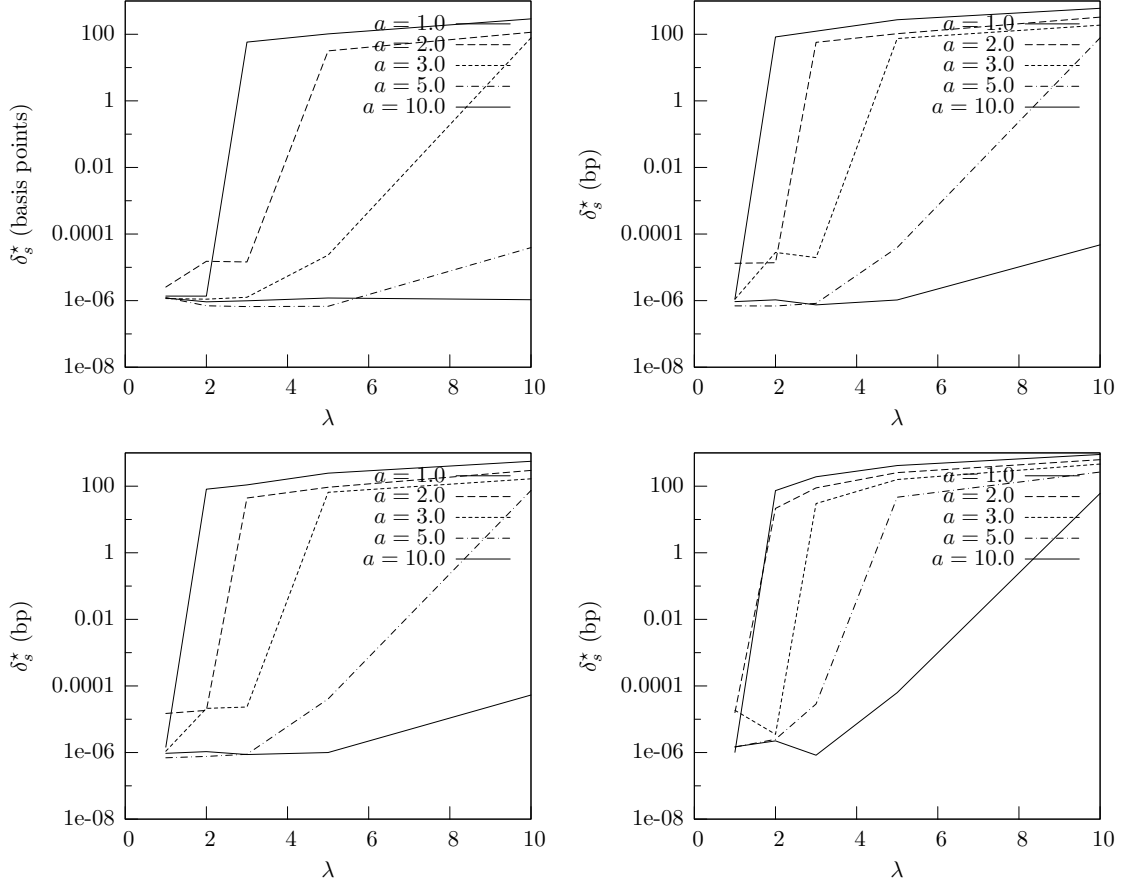 100
1
0.01
0.0001
1e-06
1e-08
0 2 4 6 8 10
λ
δ_s^⋆ (basis points)
a = 1.0
a = 2.0
a = 3.0
a = 5.0
a = 10.0
100
1
0.01
0.0001
1e-06
1e-08
0 2 4 6 8 10
λ
δ_s^⋆ (bp)
a = 1.0
a = 2.0
a = 3.0
a = 5.0
a = 10.0
100
1
0.01
0.0001
1e-06
1e-08
0 2 4 6 8 10
λ
δ_s^⋆ (bp)
a = 1.0
a = 2.0
a = 3.0
a = 5.0
a = 10.0
100
1
0.01
0.0001
1e-06
1e-08
0 2 4 6 8 10
λ
δ_s^⋆ (bp)
a = 1.0
a = 2.0
a = 3.0
a = 5.0
a = 10.0